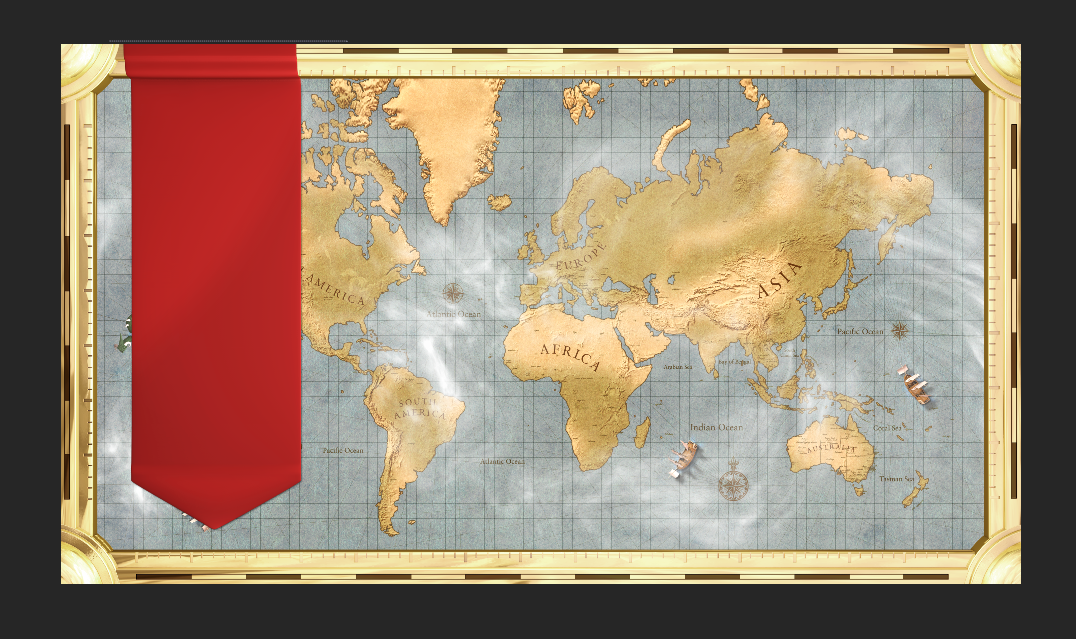 EUROPE
ASIA
AMERICA
Atlantic Ocean
Pacific Ocean
AFRICA
Arabian Sea
Bay of Bengal
SOUTH
AMERICA
Indian Ocean
Coral Sea
AUSTRALIA
Pacific Ocean
Atlantic Ocean
Tasman Sea